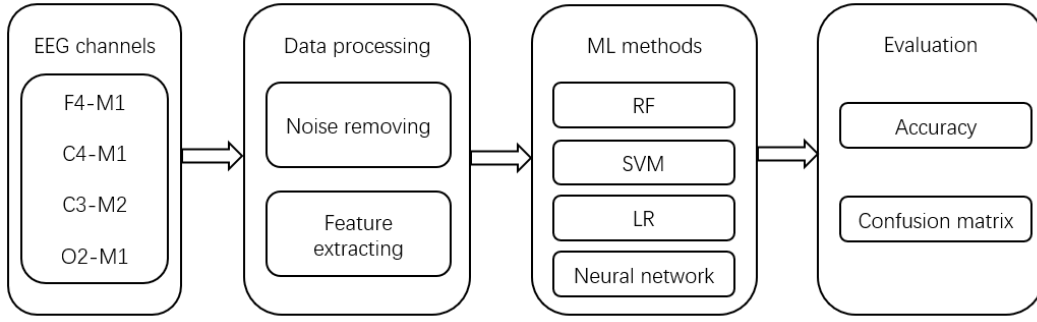 EEG channels
F4-M1
C4-M1
C3-M2
O2-M1
Data processing
Noise removing
Feature
extracting
ML methods
RF
SVM
LR
Neural network
Evaluation
Accuracy
Confusion matrix